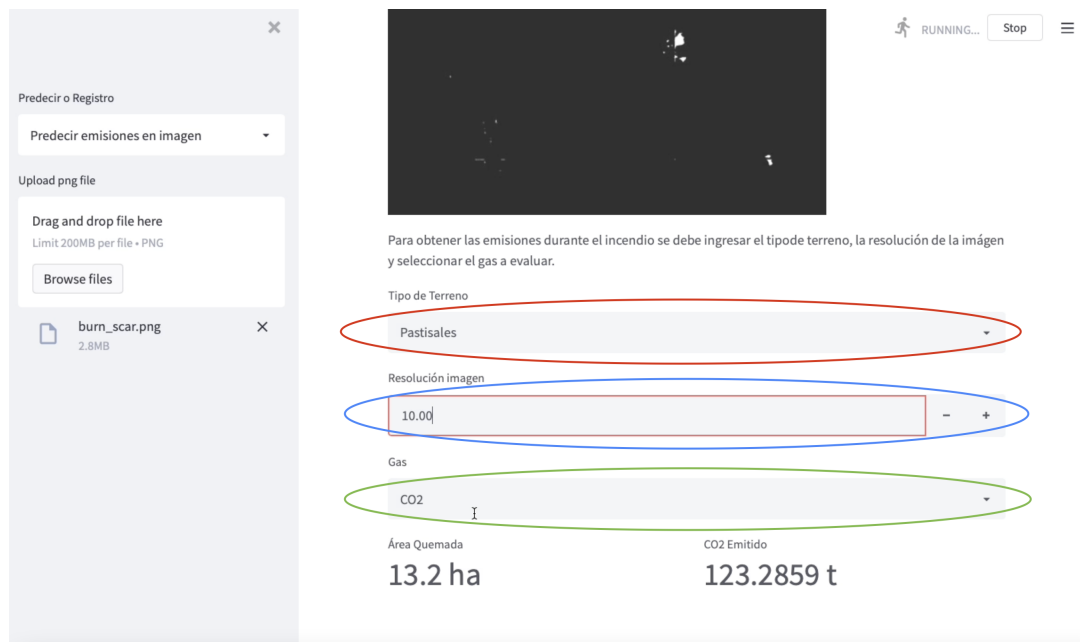 Predecir o Registro
Predecir emisiones en imagen
Upload png file
Drag and drop file here
Limit 200MB per file • PNG
Browse files
burn_scar.png
2.8MB
RUNNING...
Stop
Para obtener las emisiones durante el incendio se debe ingresar el tipode terreno, la resolución de la imágen
y seleccionar el gas a evaluar.
Tipo de Terreno
Pastisales
Resolución imagen
10.00
Gas
CO2
Área Quemada
CO2 Emitido
13.2 ha
123.2859 t